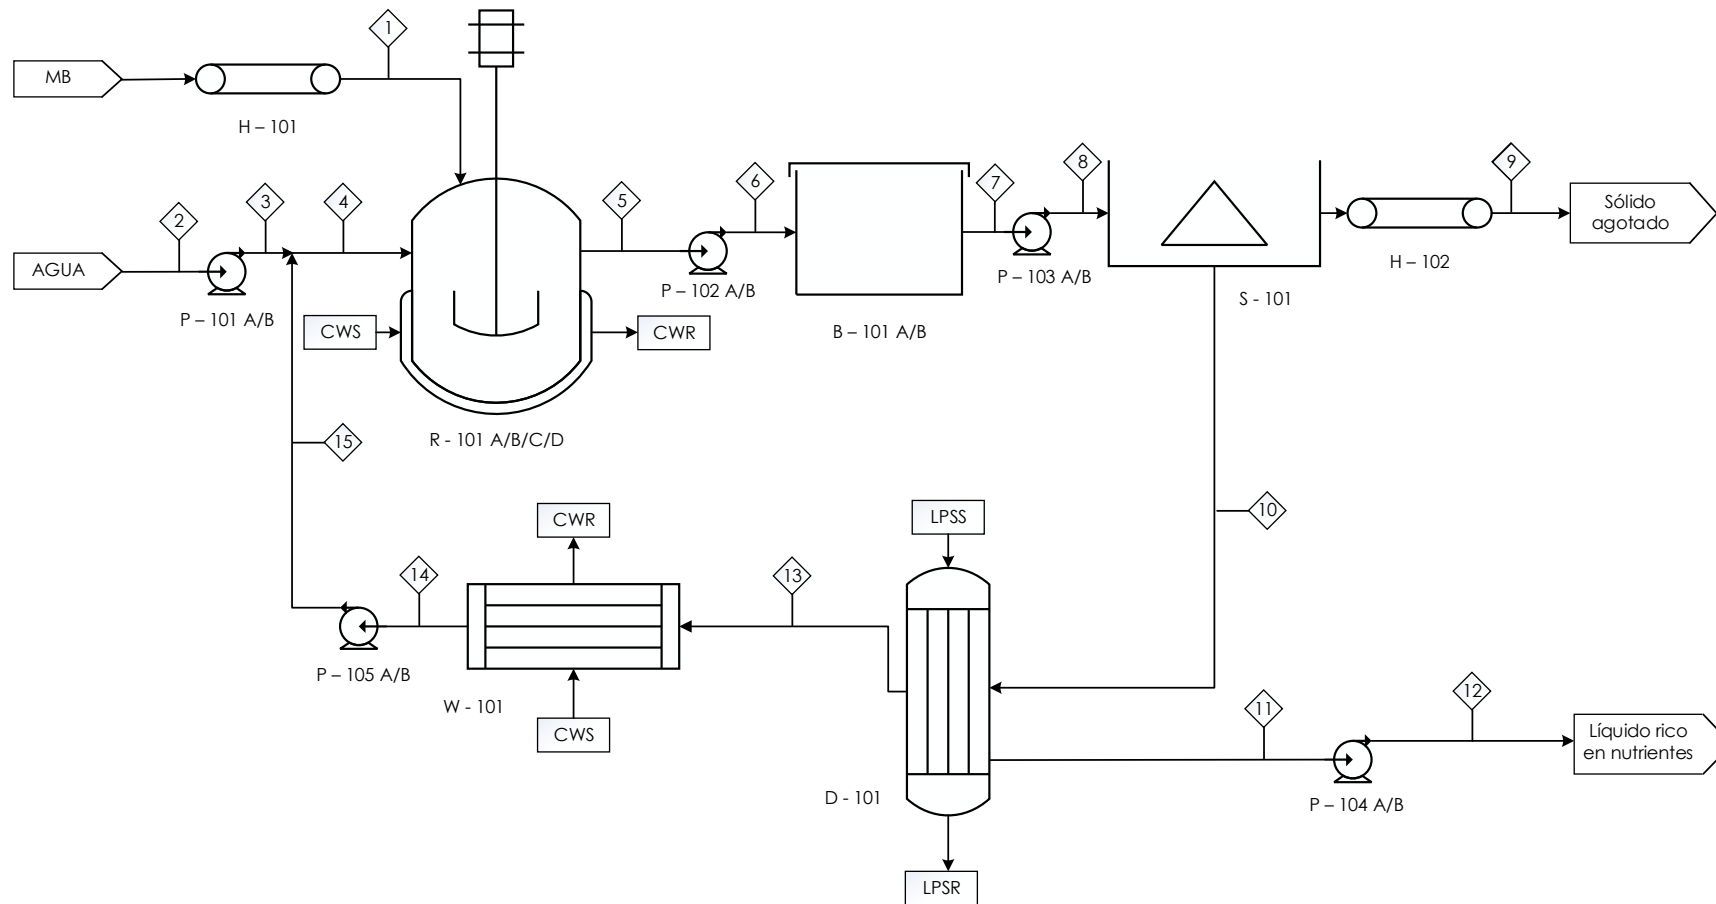 1
MB
H – 101
2
3
4
AGUA
P – 101 A/B
CWS
CWR
R - 101 A/B/C/D
5
P – 102 A/B
6
B – 101 A/B
7
P – 103 A/B
8
S - 101
H – 102
9
Sólido
agotado
15
10
CWR
LPSS
14
13
P – 105 A/B
W - 101
CWS
D - 101
11
12
P – 104 A/B
Líquido rico
en nutrientes
LPSR